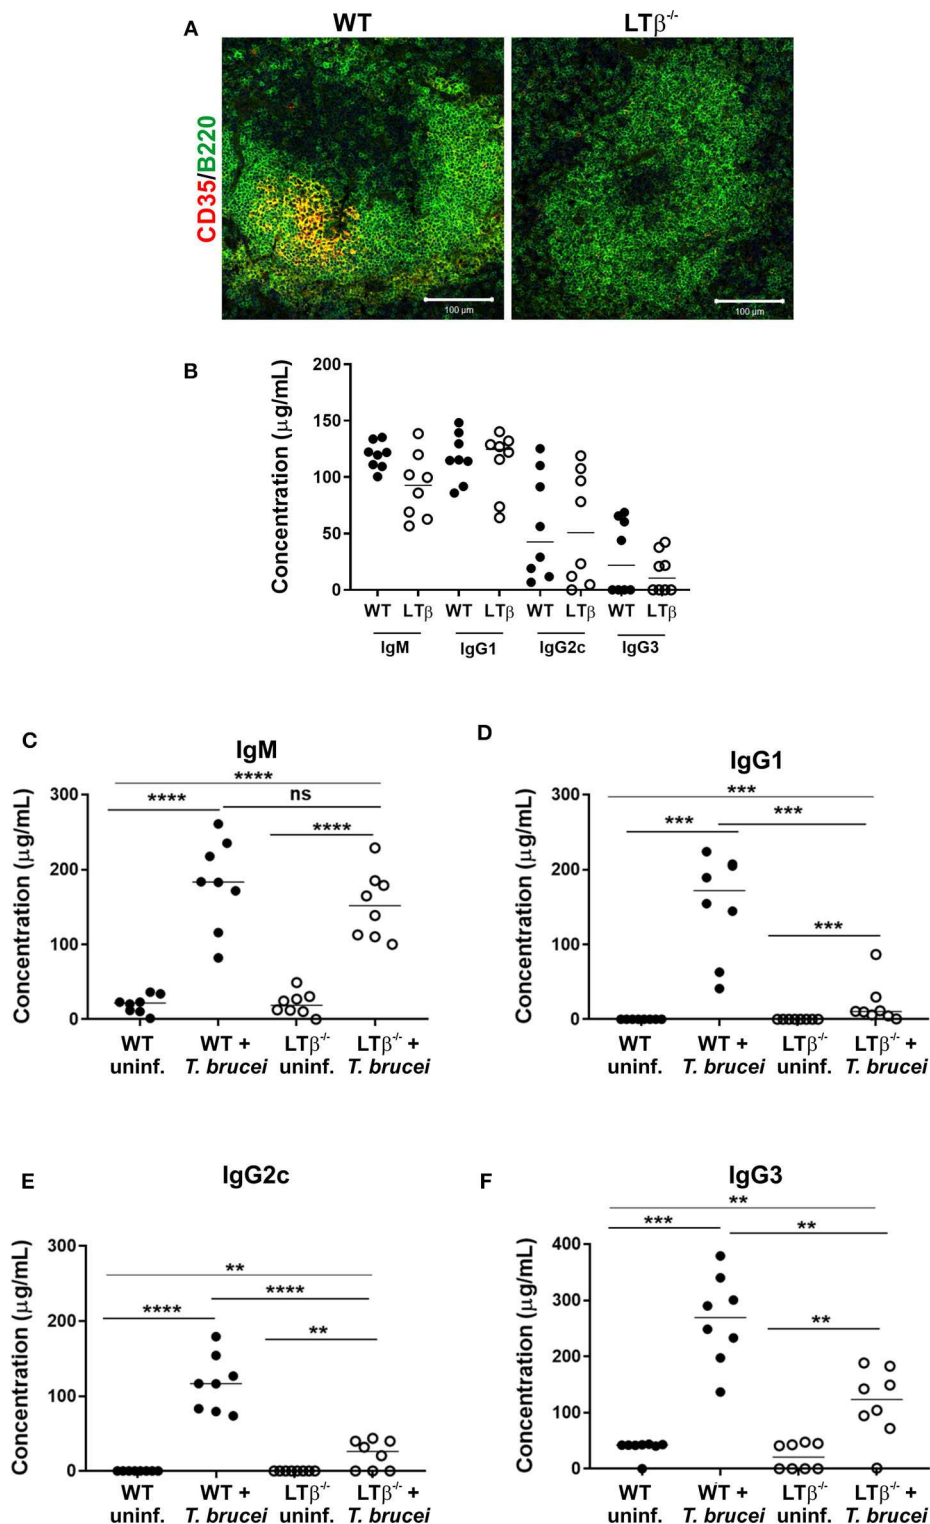 A
WT
LTβ-/-
CD35/B220
100 µm
100 µm
B
Concentration (µg/mL)
200
150
100
50
0
WT LTβ WT LTβ WT LTβ WT LTβ
IgM IgG1 IgG2c IgG3
C
IgM
****
ns
****
****
Concentration (µg/mL)
300
200
100
0
WT WT + LTβ-/- LTβ-/- +
uninf. T. brucei uninf. T. brucei
D
IgG1
***
***
***
***
Concentration (µg/mL)
300
200
100
0
WT WT + LTβ-/- LTβ-/- +
uninf. T. brucei uninf. T. brucei
E
IgG2c
**
****
****
**
Concentration (µg/mL)
300
200
100
0
WT WT + LTβ-/- LTβ-/- +
uninf. T. brucei uninf. T. brucei
F
IgG3
**
***
**
**
Concentration (µg/mL)
400
300
200
100
0
WT WT + LTβ-/- LTβ-/- +
uninf. T. brucei uninf. T. brucei